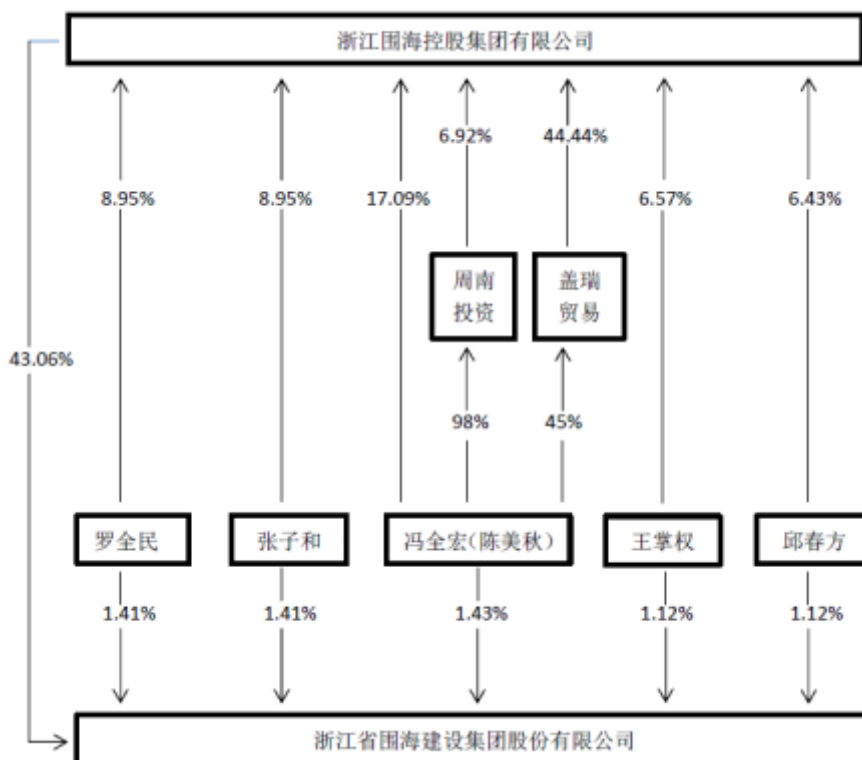 浙江围海控股集团有限公司
6.92%
44.44%
8.95%
8.95%
17.09%
6.57%
6.43%
周南
投资
盖瑞
贸易
43.06%
98%
45%
罗全民
张子和
冯全宏(陈美秋)
王掌权
邱春方
1.41%
1.41%
1.43%
1.12%
1.12%
浙江省围海建设集团股份有限公司